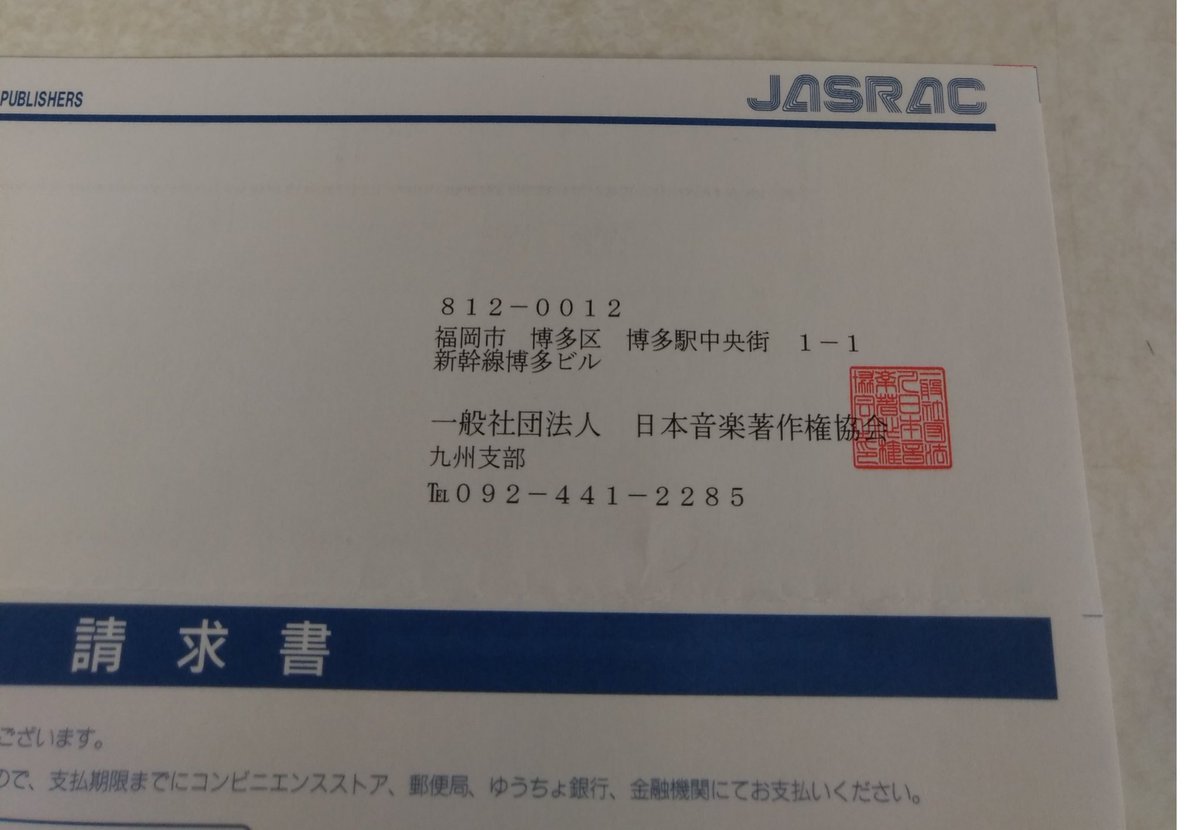 PUBLISHERS
JASRAC
812-0012
福岡市 博多区 博多駅中央街 1-1
新幹線博多ビル
一般社団法人 日本音楽著作権協会
九州支部
℡092-441-2285
請求書
ございます。
ので、支払期限までにコンビニエンスストア、郵便局、ゆうちょ銀行、金融機関にてお支払いください。